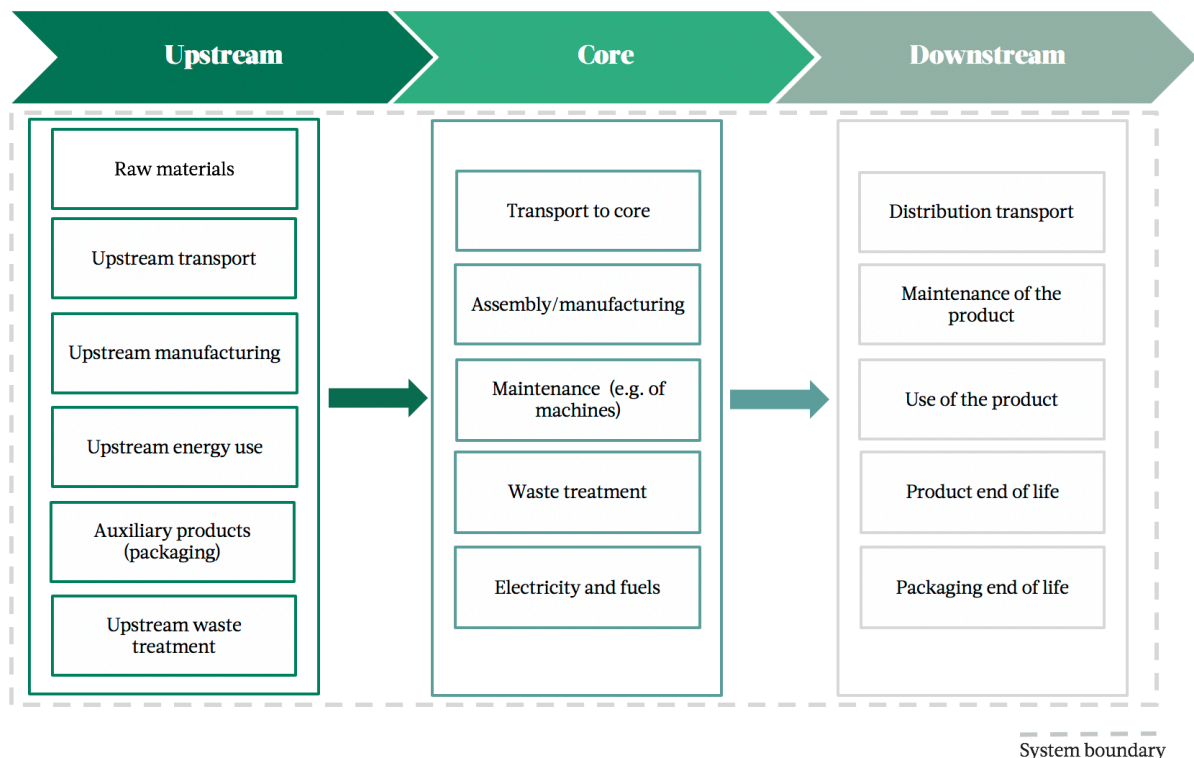 Upstream
Core
Downstream
Raw materials
Upstream transport
Upstream manufacturing
Upstream energy use
Auxiliary products
(packaging)
Upstream waste
treatment
Transport to core
Assembly/manufacturing
Maintenance (e.g. of
machines)
Waste treatment
Electricity and fuels
Distribution transport
Maintenance of the
product
Use of the product
Product end of life
Packaging end of life
System boundary